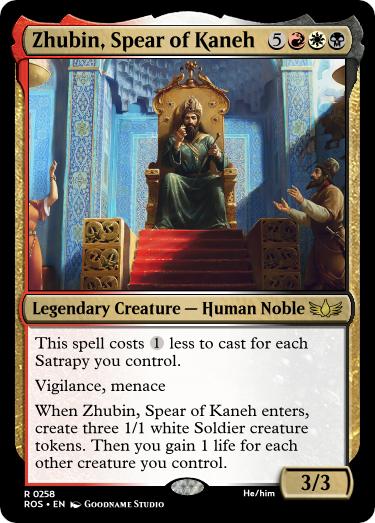 Zhubin, Spear of Kaneh 5
Legendary Creature — Human Noble
This spell costs 1 less to cast for each
Satrapy you control.
Vigilance, menace
When Zhubin, Spear of Kaneh enters,
create three 1/1 white Soldier creature
tokens. Then you gain 1 life for each
other creature you control.
3/3
R 0258
ROS • EN Goodname Studio
He/him